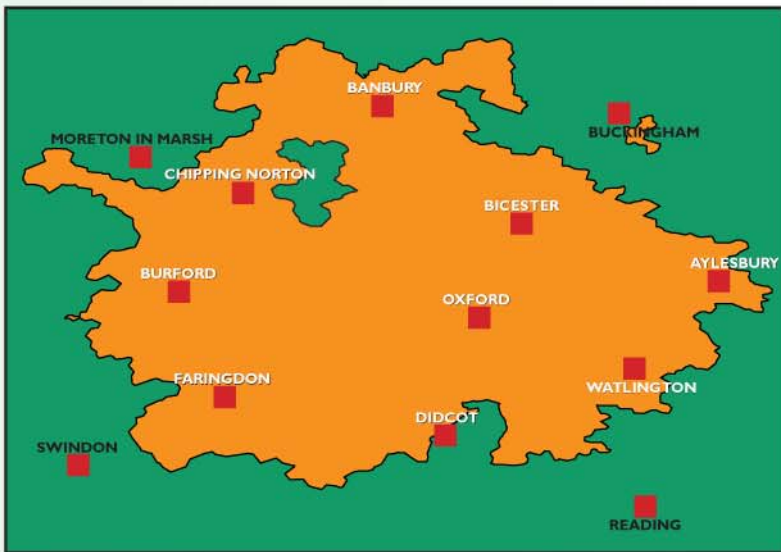 BANBURY
BUCKINGHAM
MORETON IN MARSH
CHIPPING NORTON
BICESTER
AYLESBURY
BURFORD
OXFORD
FARINGDON
WATLINGTON
DIDCOT
SWINDON
READING